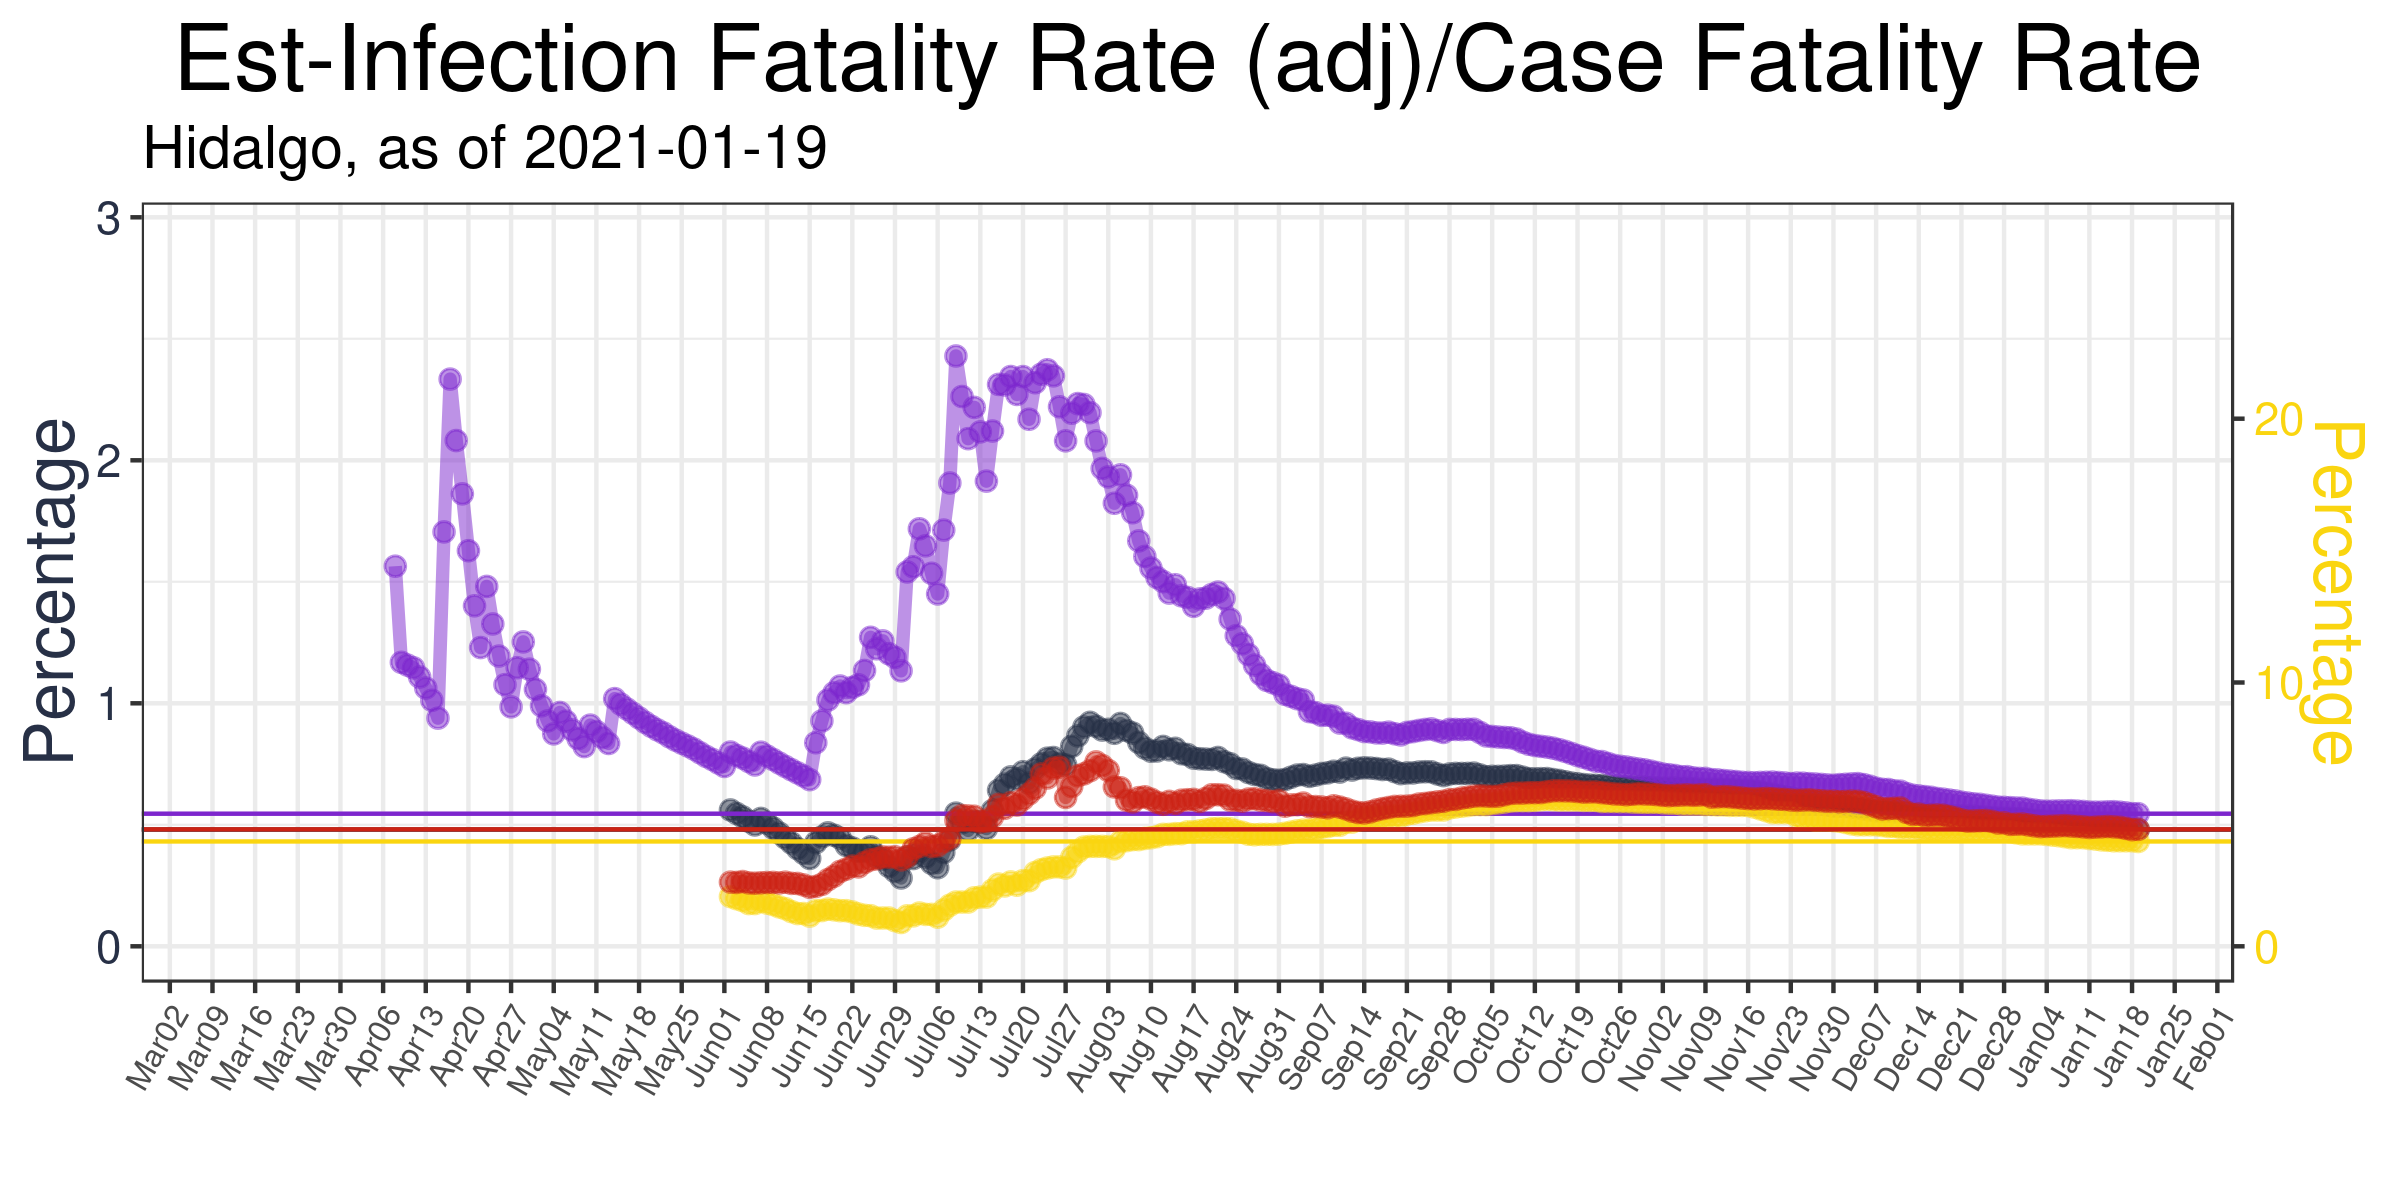 Est-Infection Fatality Rate (adj)/Case Fatality Rate
Hidalgo, as of 2021-01-19
Percentage
3
2
1
0
20
10
0
Percentage
Mar02 Mar09 Mar16 Mar23 Mar30 Apr06 Apr13 Apr20 Apr27 May04 May11 May18 May25 Jun01 Jun08 Jun15 Jun22 Jun29 Jul06 Jul13 Jul20 Jul27 Aug03 Aug10 Aug17 Aug24 Aug31 Sep07 Sep14 Sep21 Sep28 Oct05 Oct12 Oct19 Oct26 Nov02 Nov09 Nov16 Nov23 Nov30 Dec07 Dec14 Dec21 Dec28 Jan04 Jan11 Jan18 Jan25 Feb01